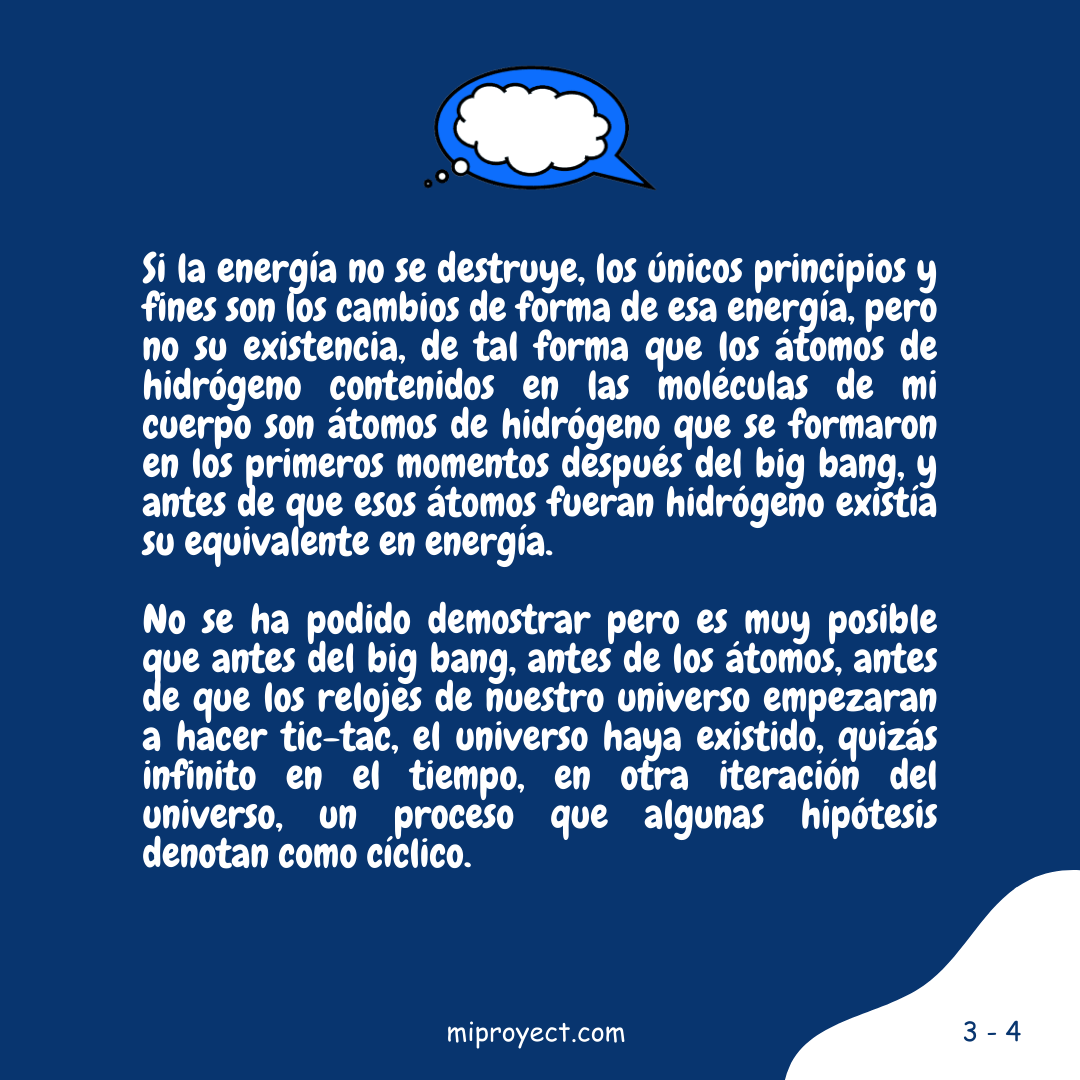 Si la energía no se destruye, los únicos principios y
fines son los cambios de forma de esa energía, pero
no su existencia, de tal forma que los átomos de
hidrógeno contenidos en las moléculas de mi
cuerpo son átomos de hidrógeno que se formaron
en los primeros momentos después del big bang, y
antes de que esos átomos fueran hidrógeno existía
su equivalente en energía.
No se ha podido demostrar pero es muy posible
que antes del big bang, antes de los átomos, antes
de que los relojes de nuestro universo empezaran
a hacer tic-tac, el universo haya existido, quizás
infinito en el tiempo, en otra iteración del
universo, un proceso que algunas hipótesis
denotan como cíclico.
miproyect.com
3 - 4